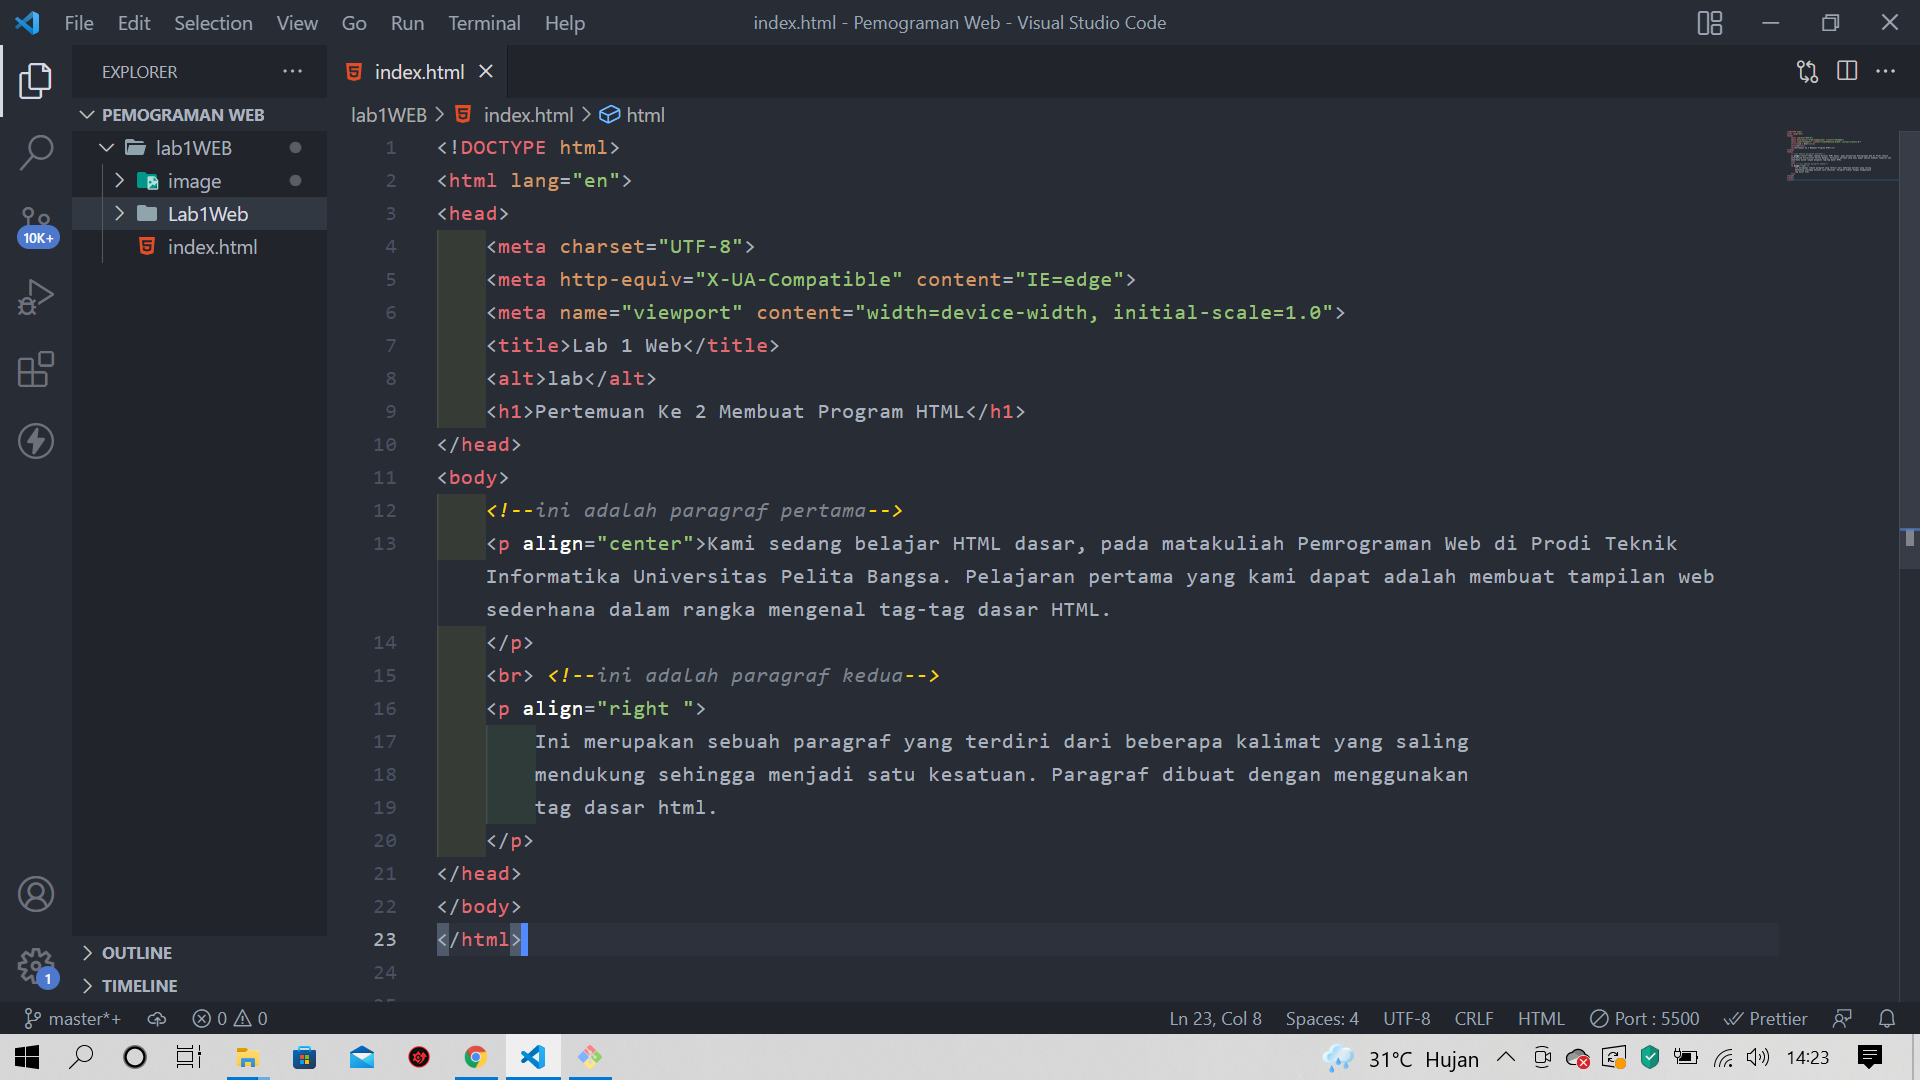 File Edit Selection View Go Run Terminal Help
index.html - Pemograman Web - Visual Studio Code
EXPLORER
index.html
PEMOGRAMAN WEB
lab1WEB
image
Lab1Web
index.html
OUTLINE
TIMELINE
10K+
1
lab1WEB > index.html > html
1 <!DOCTYPE html>
2 <html lang="en">
3 <head>
4 <meta charset="UTF-8">
5 <meta http-equiv="X-UA-Compatible" content="IE=edge">
6 <meta name="viewport" content="width=device-width, initial-scale=1.0">
7 <title>Lab 1 Web</title>
8 <alt>lab</alt>
9 <h1>Pertemuan Ke 2 Membuat Program HTML</h1>
10 </head>
11 <body>
12 <!--ini adalah paragraf pertama-->
13 <p align="center">Kami sedang belajar HTML dasar, pada matakuliah Pemrograman Web di Prodi Teknik
Informatika Universitas Pelita Bangsa. Pelajaran pertama yang kami dapat adalah membuat tampilan web
sederhana dalam rangka mengenal tag-tag dasar HTML.
14 </p>
15 <br> <!--ini adalah paragraf kedua-->
16 <p align="right ">
17 Ini merupakan sebuah paragraf yang terdiri dari beberapa kalimat yang saling
18 mendukung sehingga menjadi satu kesatuan. Paragraf dibuat dengan menggunakan
19 tag dasar html.
20 </p>
21 </head>
22 </body>
23 </html>
24
master*+ 0 0
Ln 23, Col 8 Spaces: 4 UTF-8 CRLF HTML Port : 5500 Prettier
31°C Hujan 14:23